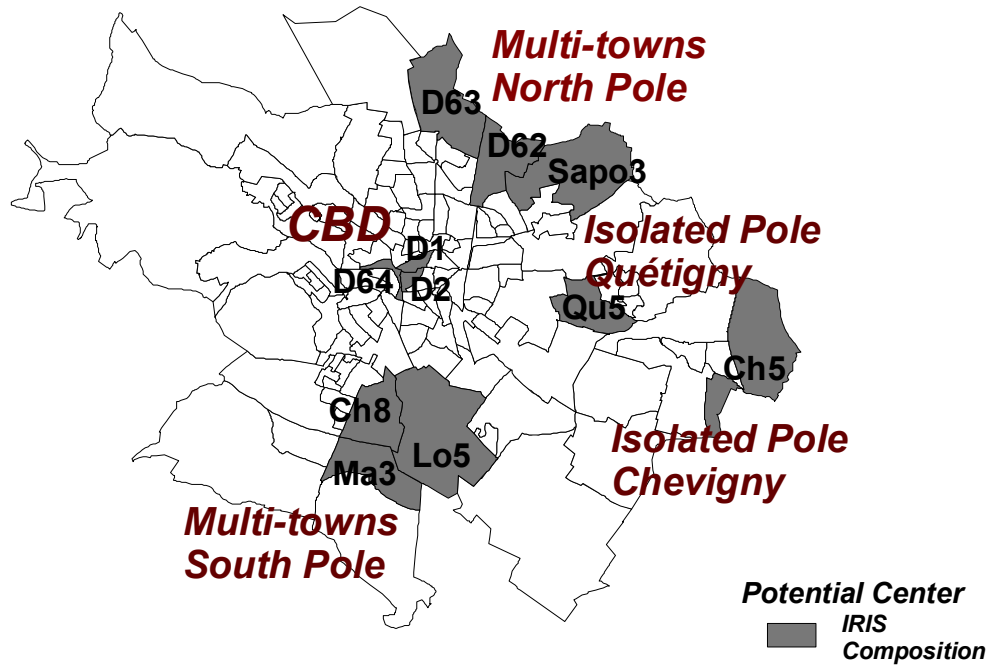 Multi-towns
North Pole
D63
D62
Sapo3
CBD
D1
D64
D2
Isolated Pole
Quétigny
Qu5
Ch5
Ch8
Lo5
Ma3
Isolated Pole
Chevigny
Multi-towns
South Pole
Potential Center
IRIS
Composition